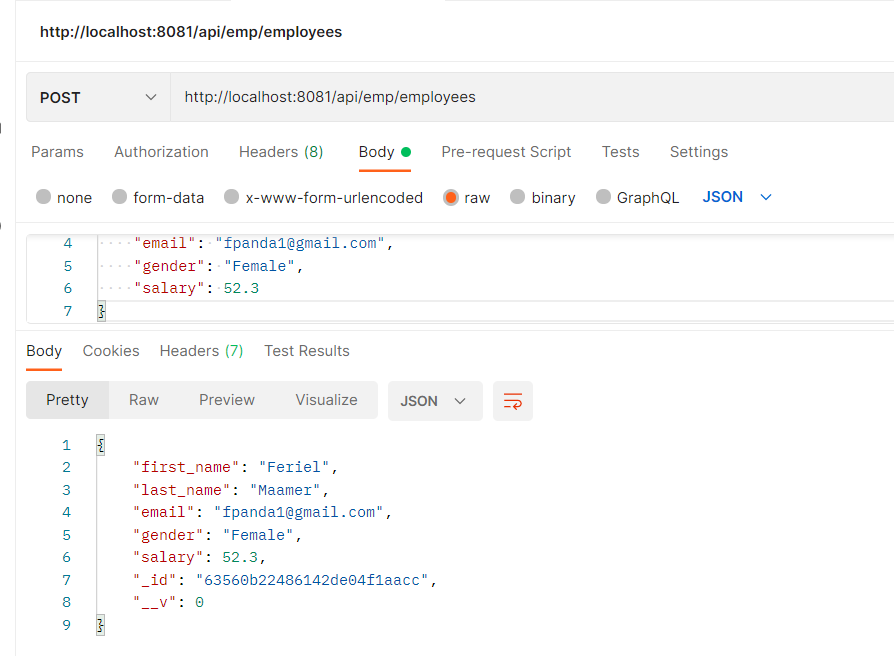 http://localhost:8081/api/emp/employees
POST http://localhost:8081/api/emp/employees
Params Authorization Headers (8) Body Pre-request Script Tests Settings
none form-data x-www-form-urlencoded raw binary GraphQL JSON
4 "email": "fpanda1@gmail.com",
5 "gender": "Female",
6 "salary": 52.3
7 }
Body Cookies Headers (7) Test Results
Pretty Raw Preview Visualize JSON
1 {
2 "first_name": "Feriel",
3 "last_name": "Maamer",
4 "email": "fpanda1@gmail.com",
5 "gender": "Female",
6 "salary": 52.3,
7 "_id": "63560b22486142de04f1aacc",
8 "__v": 0
9 }